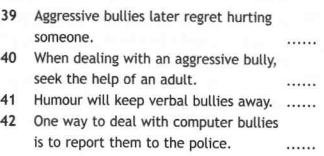 39 Aggressive bullies later regret hurting
someone. ......
40 When dealing with an aggressive bully,
seek the help of an adult. ......
41 Humour will keep verbal bullies away. ......
42 One way to deal with computer bullies
is to report them to the police. ......